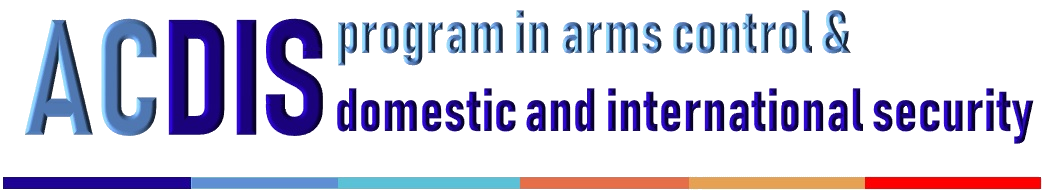 ACDIS program in arms control &
domestic and international security